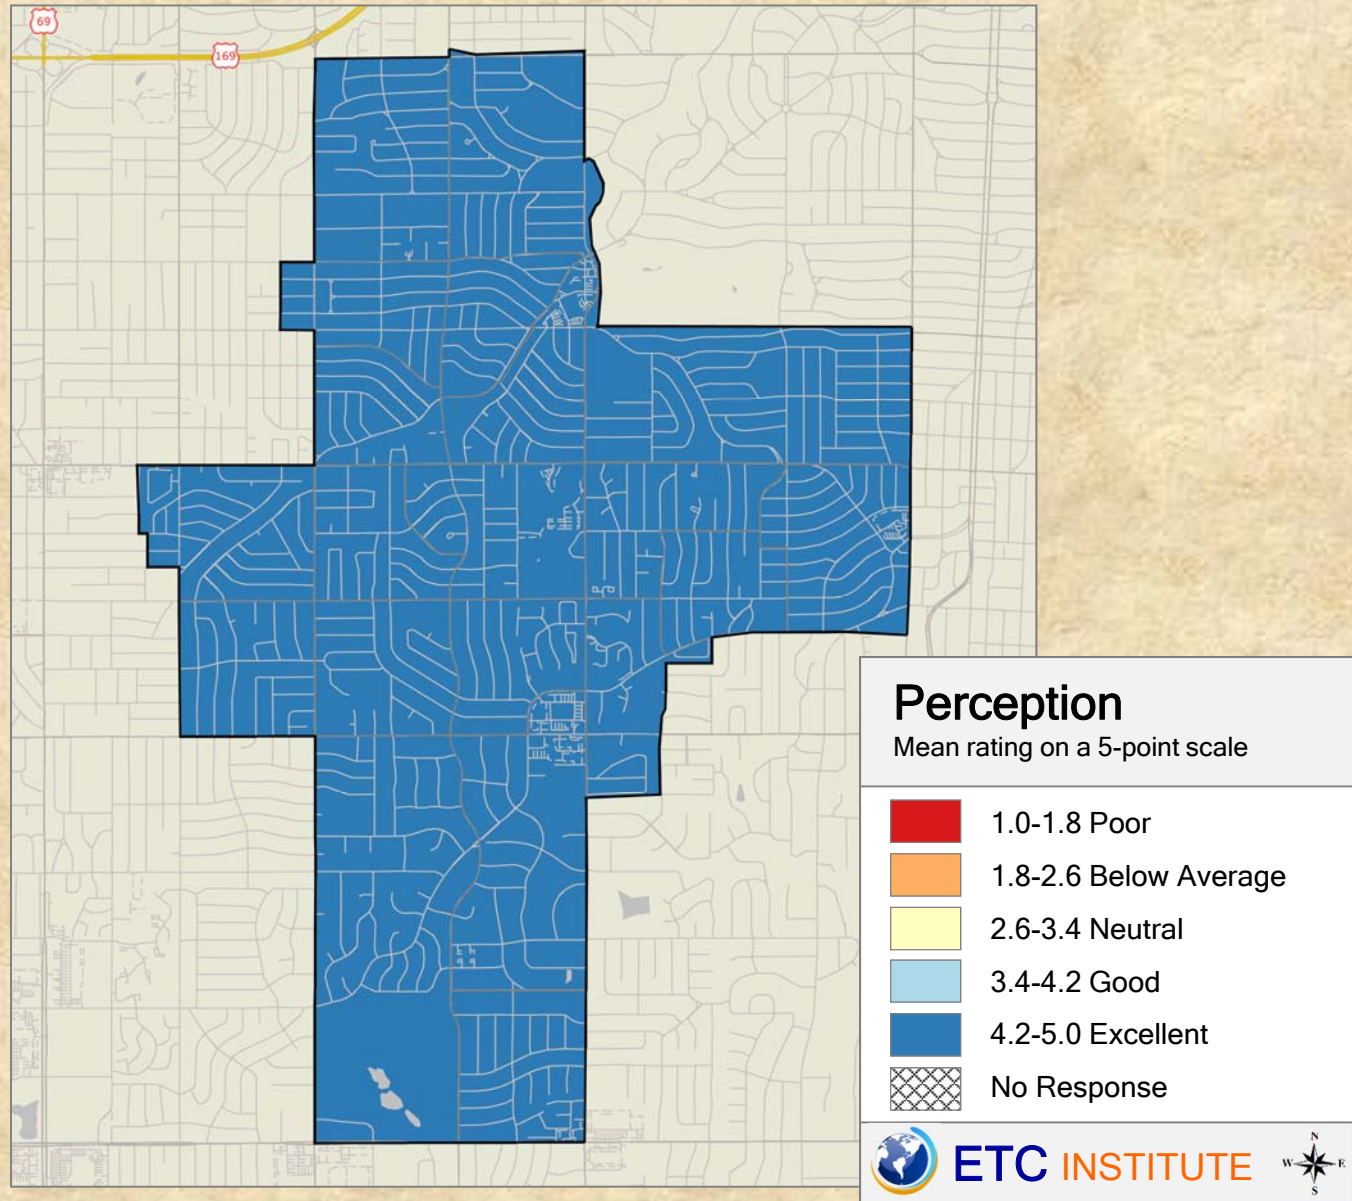 69
169
Perception
Mean rating on a 5-point scale
1.0-1.8 Poor
1.8-2.6 Below Average
2.6-3.4 Neutral
3.4-4.2 Good
4.2-5.0 Excellent
No Response
ETC INSTITUTE
N
W E
S